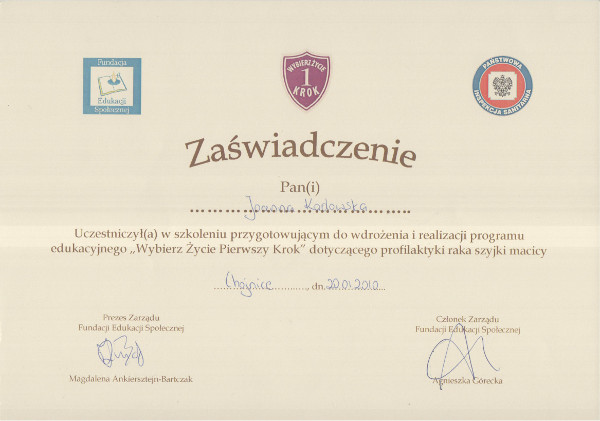 Fundacja
Edukacji
Społecznej
WYBIERZ ŻYCIE
1
KROK
PAŃSTWOWA
INSPEKCJA SANITARNA
Zaświadczenie
Pan(i)
Joanna Kozłowska
Uczestniczył(a) w szkoleniu przygotowującym do wdrożenia i realizacji programu
edukacyjnego „Wybierz Życie Pierwszy Krok” dotyczącego profilaktyki raka szyjki macicy
Chojnice, dn. 20.01.2010
Prezes Zarządu
Fundacji Edukacji Społecznej
Magdalena Ankiersztejn-Bartczak
Członek Zarządu
Fundacji Edukacji Społecznej
Agnieszka Górecka